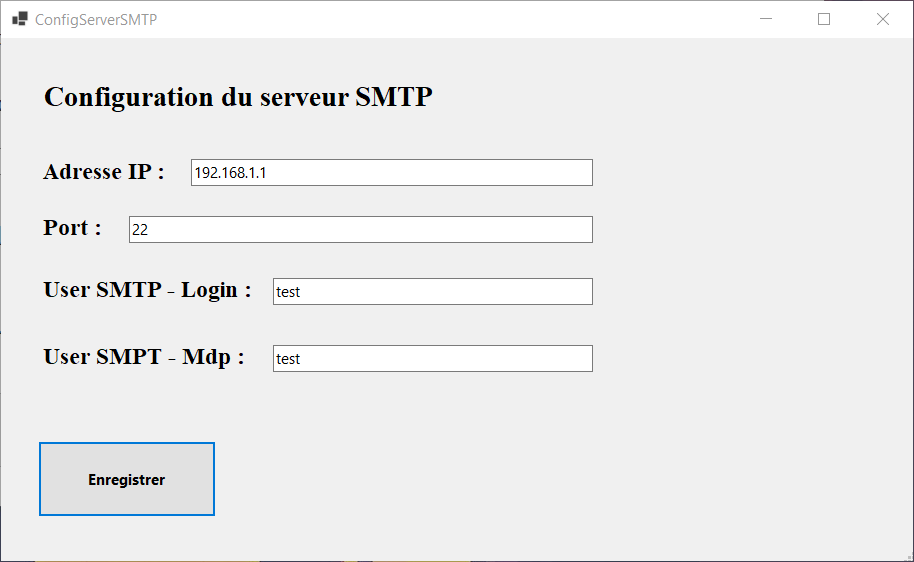 ConfigServerSMTP
Configuration du serveur SMTP
Adresse IP : 192.168.1.1
Port : 22
User SMTP - Login : test
User SMPT - Mdp : test
Enregistrer